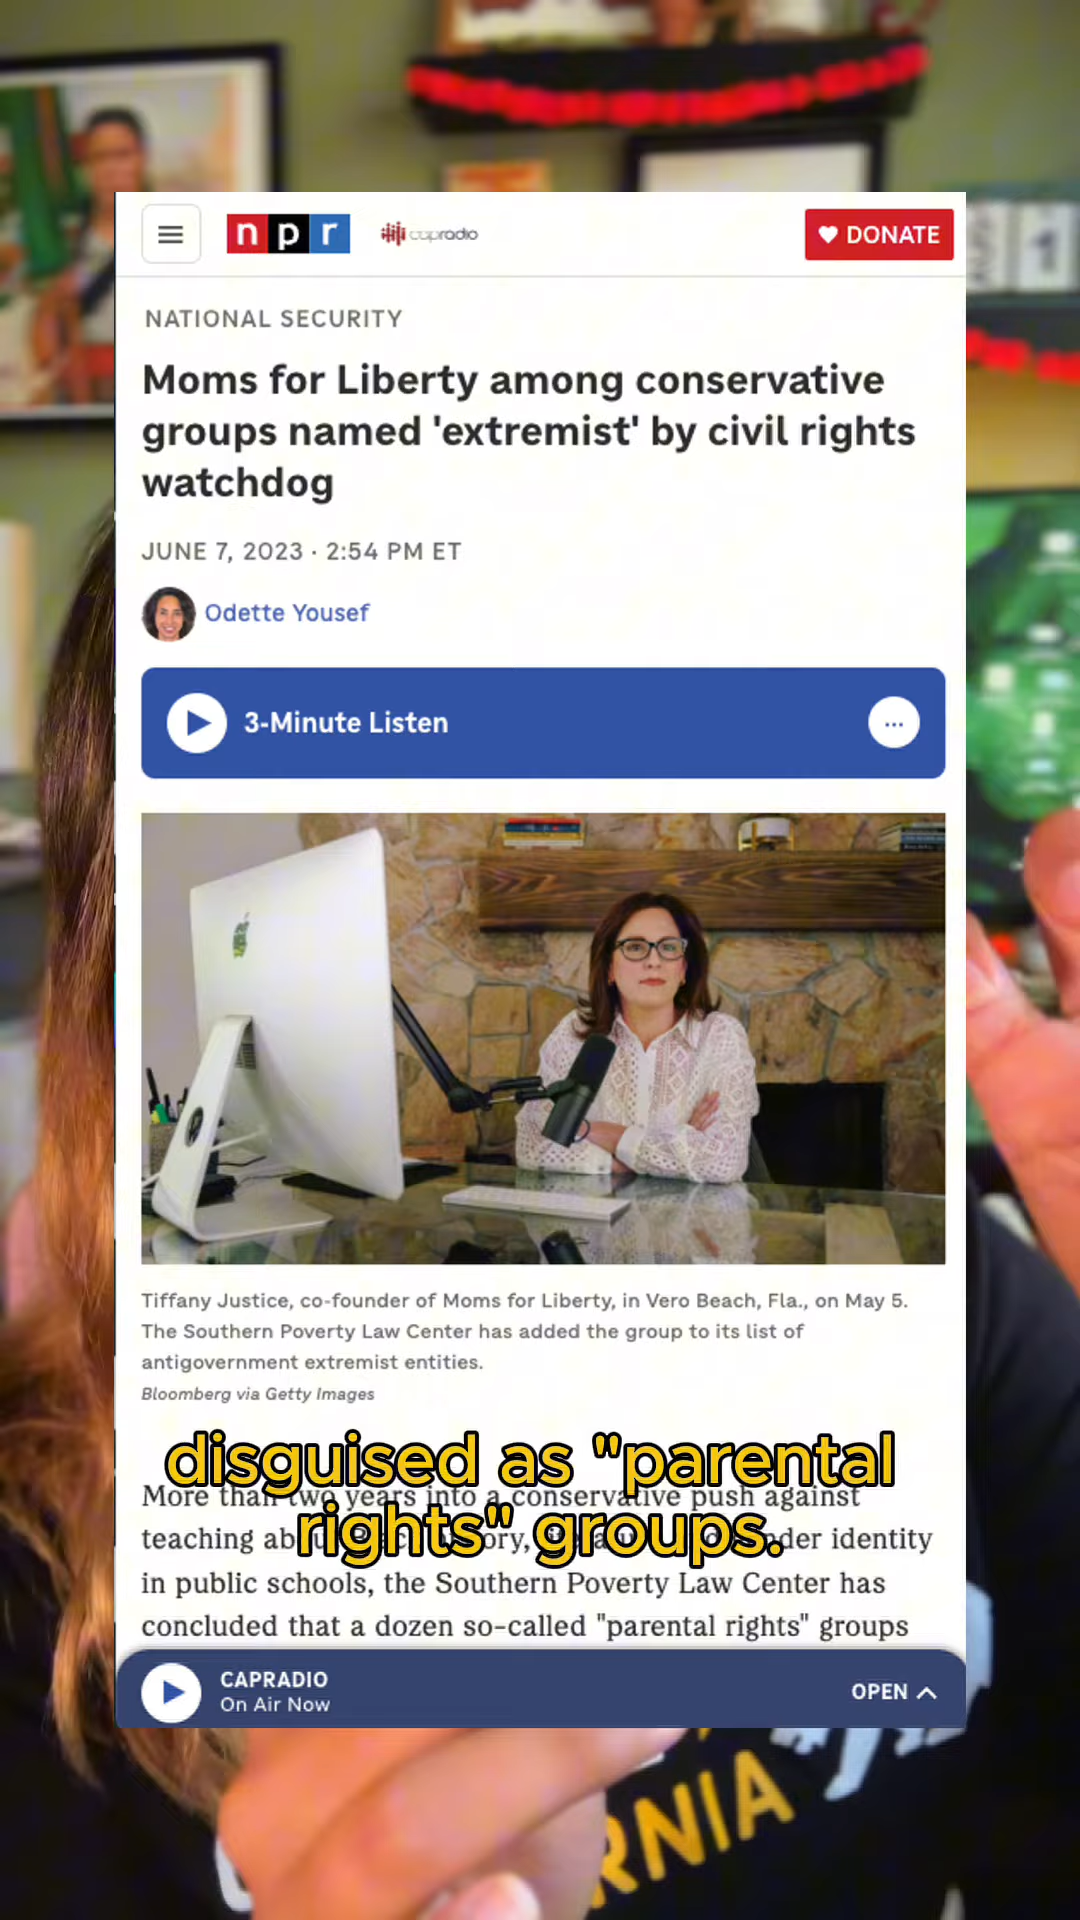 npr capradio
DONATE
NATIONAL SECURITY
Moms for Liberty among conservative
groups named 'extremist' by civil rights
watchdog
JUNE 7, 2023 · 2:54 PM ET
Odette Yousef
3-Minute Listen
Tiffany Justice, co-founder of Moms for Liberty, in Vero Beach, Fla., on May 5.
The Southern Poverty Law Center has added the group to its list of
antigovernment extremist entities.
Bloomberg via Getty Images
disguised as "parental
rights" groups.
More than two years into a conservative push against
teaching identity
in public schools, the Southern Poverty Law Center has
concluded that a dozen so-called "parental rights" groups
CAPRADIO
On Air Now
OPEN